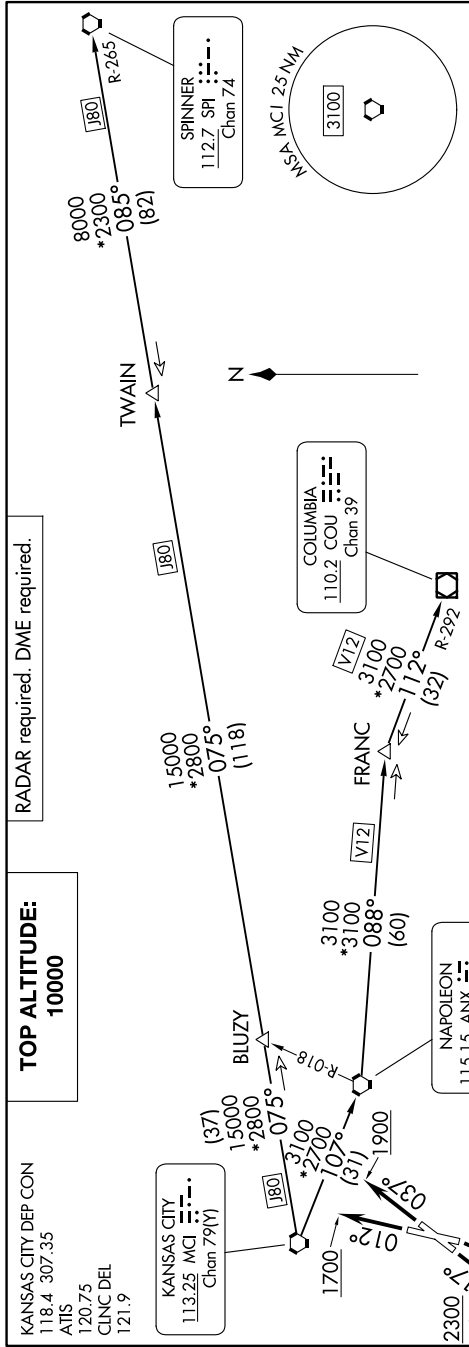 KANSAS CITY DEP CON
118.4 307.35
ATIS
120.75
CLNC DEL
121.9
TOP ALTITUDE:
10000
RADAR required. DME required.
KANSAS CITY
113.25 MCI
Chan 79(Y)
J80
(37)
15000
*2800
075°
BLUZY
R-018
3100
*2700
107°
(31)
1900
1700
012°
037°
2300
7°
NAPOLEON
115.15 ANX
15000
*2800
075°
(118)
J80
TWAIN
8000
*2300
085°
(82)
J80
R-265
SPINNER
112.7 SPI
Chan 74
3100
*3100
088°
(60)
V12
FRANC
V12
3100
*2700
112°
(32)
R-292
COLUMBIA
110.2 COU
Chan 39
N
MSA MCI 25 NM
3100